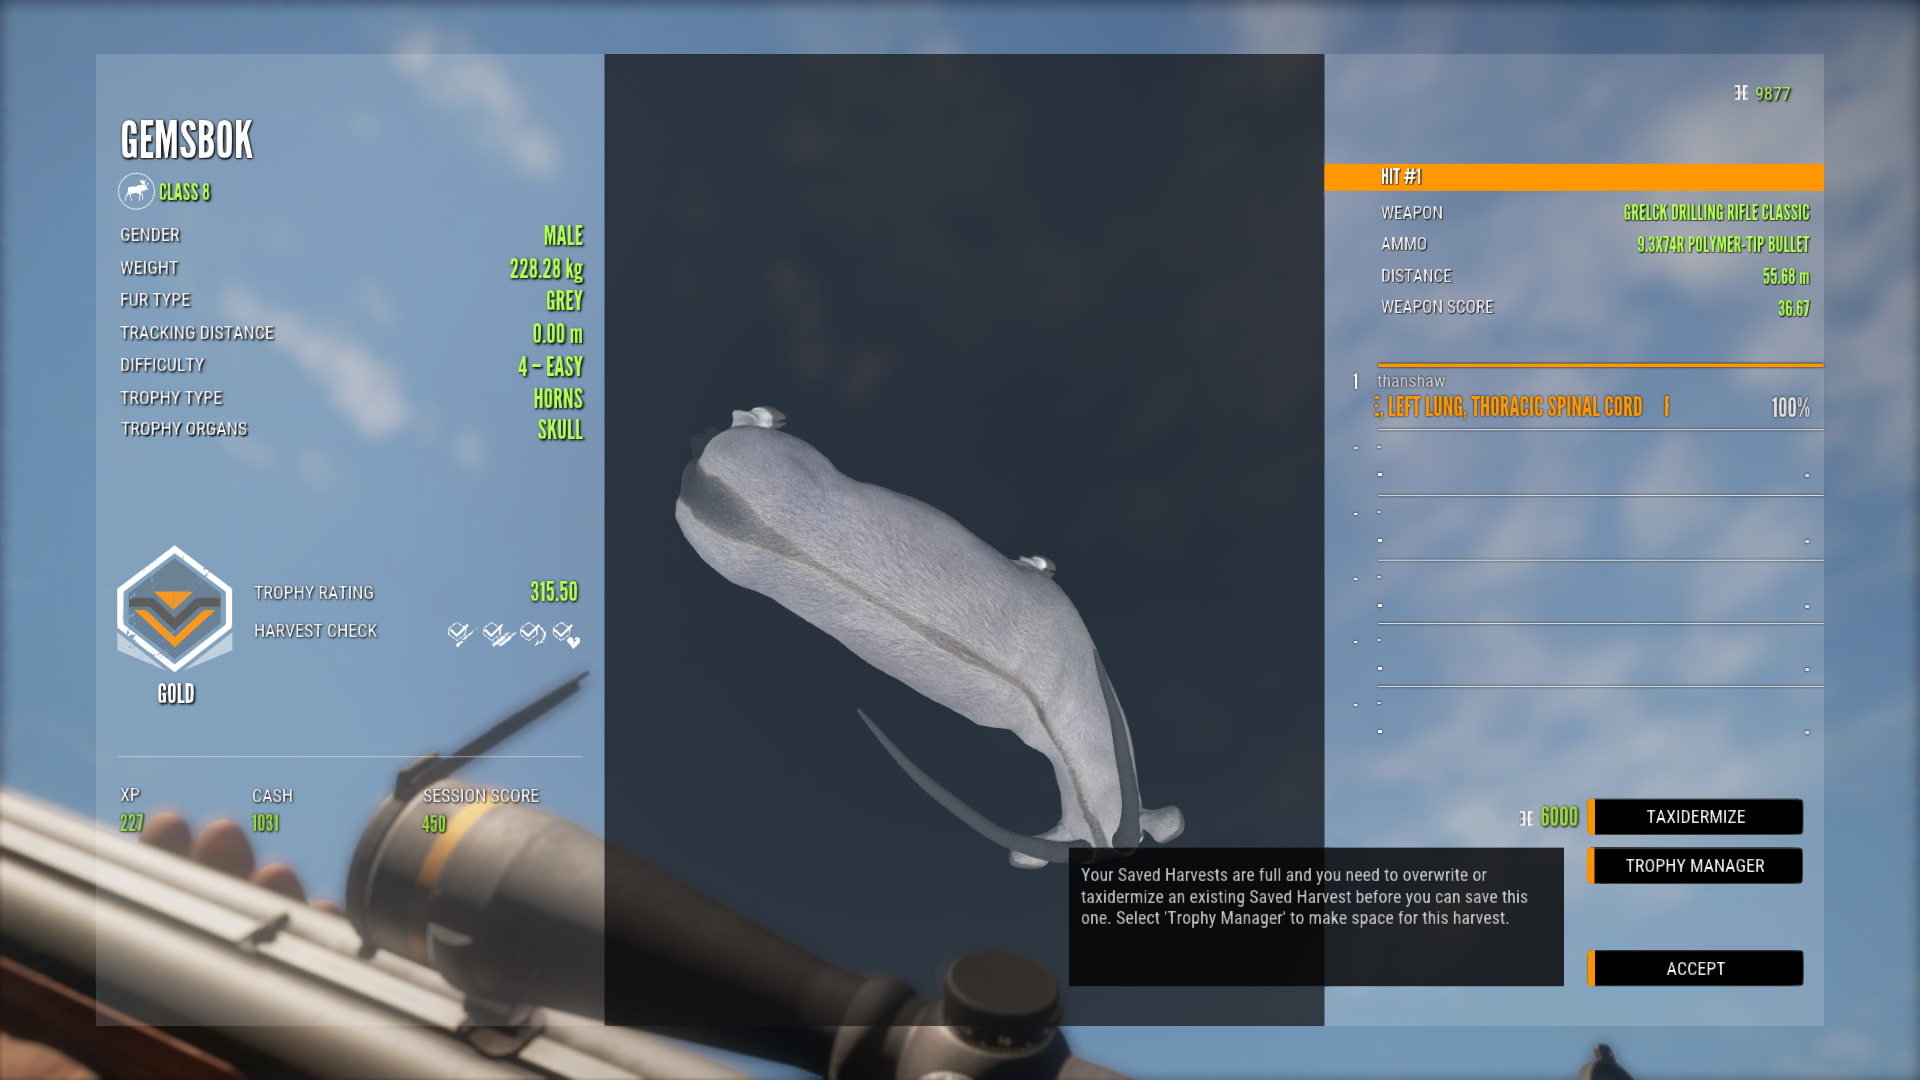 GEMSBOK
CLASS 8
GENDER MALE
WEIGHT 228.28 kg
FUR TYPE GREY
TRACKING DISTANCE 0.00 m
DIFFICULTY 4 – EASY
TROPHY TYPE HORNS
TROPHY ORGANS SKULL
TROPHY RATING 315.50
HARVEST CHECK
GOLD
XP CASH SESSION SCORE
227 1031 450
9877
HIT #1
WEAPON GRELCK DRILLING RIFLE CLASSIC
AMMO 9.3X74R POLYMER-TIP BULLET
DISTANCE 55.68 m
WEAPON SCORE 36.67
1 thanshaw
, LEFT LUNG, THORACIC SPINAL CORD 100%
- -
- -
- -
- -
- -
- -
- -
- -
- -
- -
6000 TAXIDERMIZE
TROPHY MANAGER
Your Saved Harvests are full and you need to overwrite or
taxidermize an existing Saved Harvest before you can save this
one. Select 'Trophy Manager' to make space for this harvest.
ACCEPT